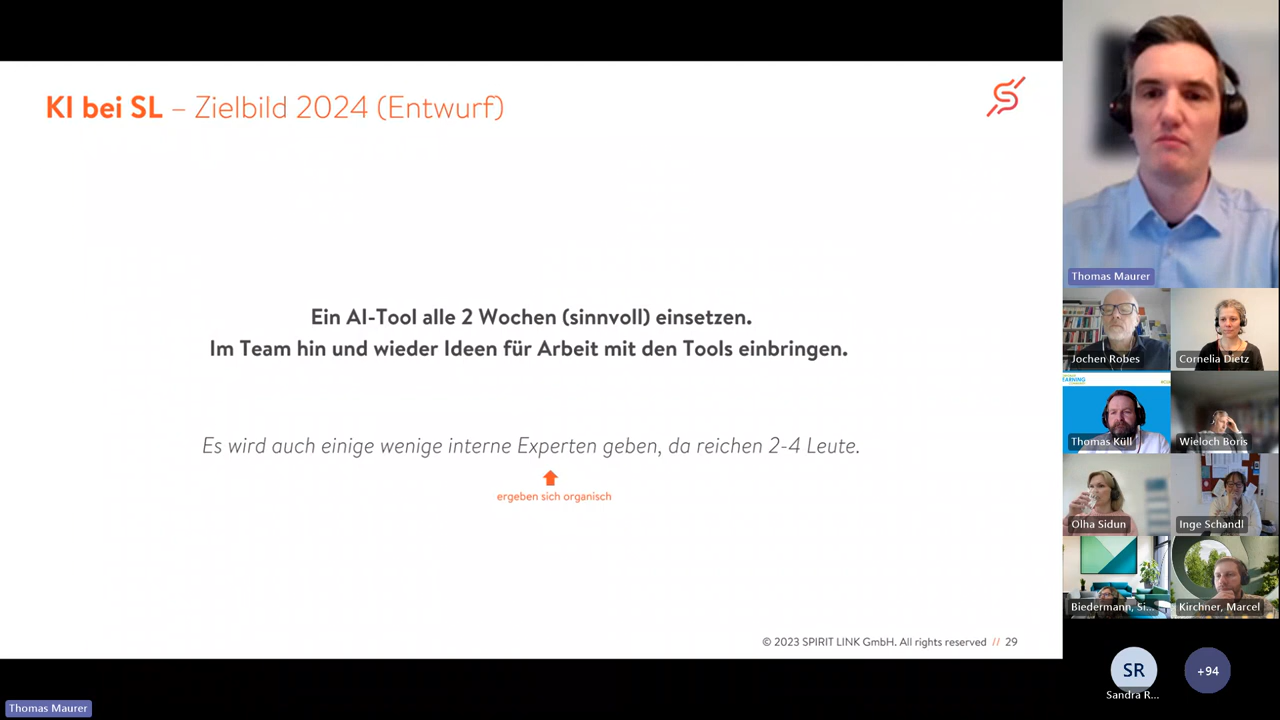 KI bei SL – Zielbild 2024 (Entwurf)
Ein AI-Tool alle 2 Wochen (sinnvoll) einsetzen.
Im Team hin und wieder Ideen für Arbeit mit den Tools einbringen.
Es wird auch einige wenige interne Experten geben, da reichen 2-4 Leute.
ergeben sich organisch
© 2023 SPIRIT LINK GmbH. All rights reserved // 29
Thomas Maurer
Thomas Maurer
Jochen Robes
Cornelia Dietz
Thomas Küll
Wieloch Boris
Olha Sidun
Inge Schandl
Biedermann, Si...
Kirchner, Marcel
SR
Sandra R...
+94